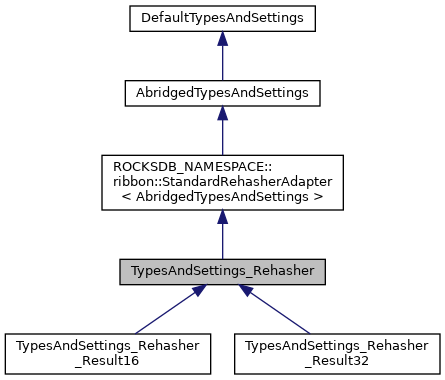 DefaultTypesAndSettings
AbridgedTypesAndSettings
ROCKSDB_NAMESPACE::
ribbon::StandardRehasherAdapter
< AbridgedTypesAndSettings >
TypesAndSettings_Rehasher
TypesAndSettings_Rehasher
_Result16
TypesAndSettings_Rehasher
_Result32